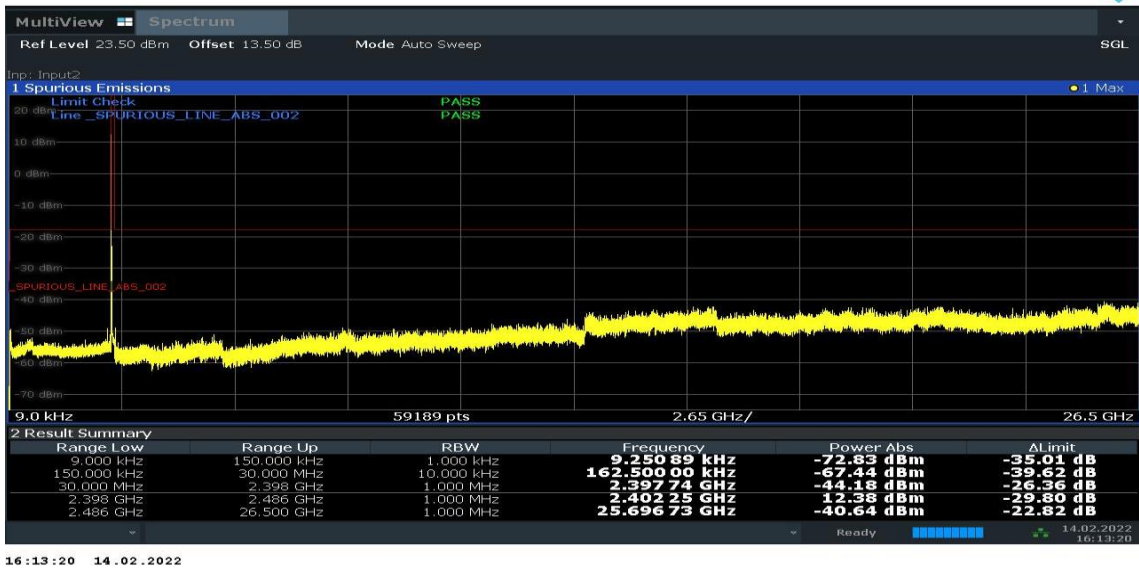 MultiView Spectrum
Ref Level 23.50 dBm Offset 13.50 dB Mode Auto Sweep SGL
Inp: Input2
1 Spurious Emissions 1 Max
Limit Check PASS
20 dBm
Line _SPURIOUS_LINE_ABS_002 PASS
10 dBm
0 dBm
-10 dBm
-20 dBm
-30 dBm
_SPURIOUS_LINE_ABS_002
-40 dBm
-50 dBm
-60 dBm
-70 dBm
9.0 kHz 59189 pts 2.65 GHz/ 26.5 GHz
2 Result Summary
Range Low Range Up RBW Frequency Power Abs ΔLimit
9.000 kHz 150.000 kHz 1.000 kHz 9.250 89 kHz -72.83 dBm -35.01 dB
150.000 kHz 30.000 MHz 10.000 kHz 162.500 00 kHz -67.44 dBm -39.62 dB
30.000 MHz 2.398 GHz 1.000 MHz 2.397 74 GHz -44.18 dBm -26.36 dB
2.398 GHz 2.486 GHz 1.000 MHz 2.402 25 GHz 12.38 dBm -29.80 dB
2.486 GHz 26.500 GHz 1.000 MHz 25.696 73 GHz -40.64 dBm -22.82 dB
Ready 14.02.2022
16:13:20
16:13:20 14.02.2022